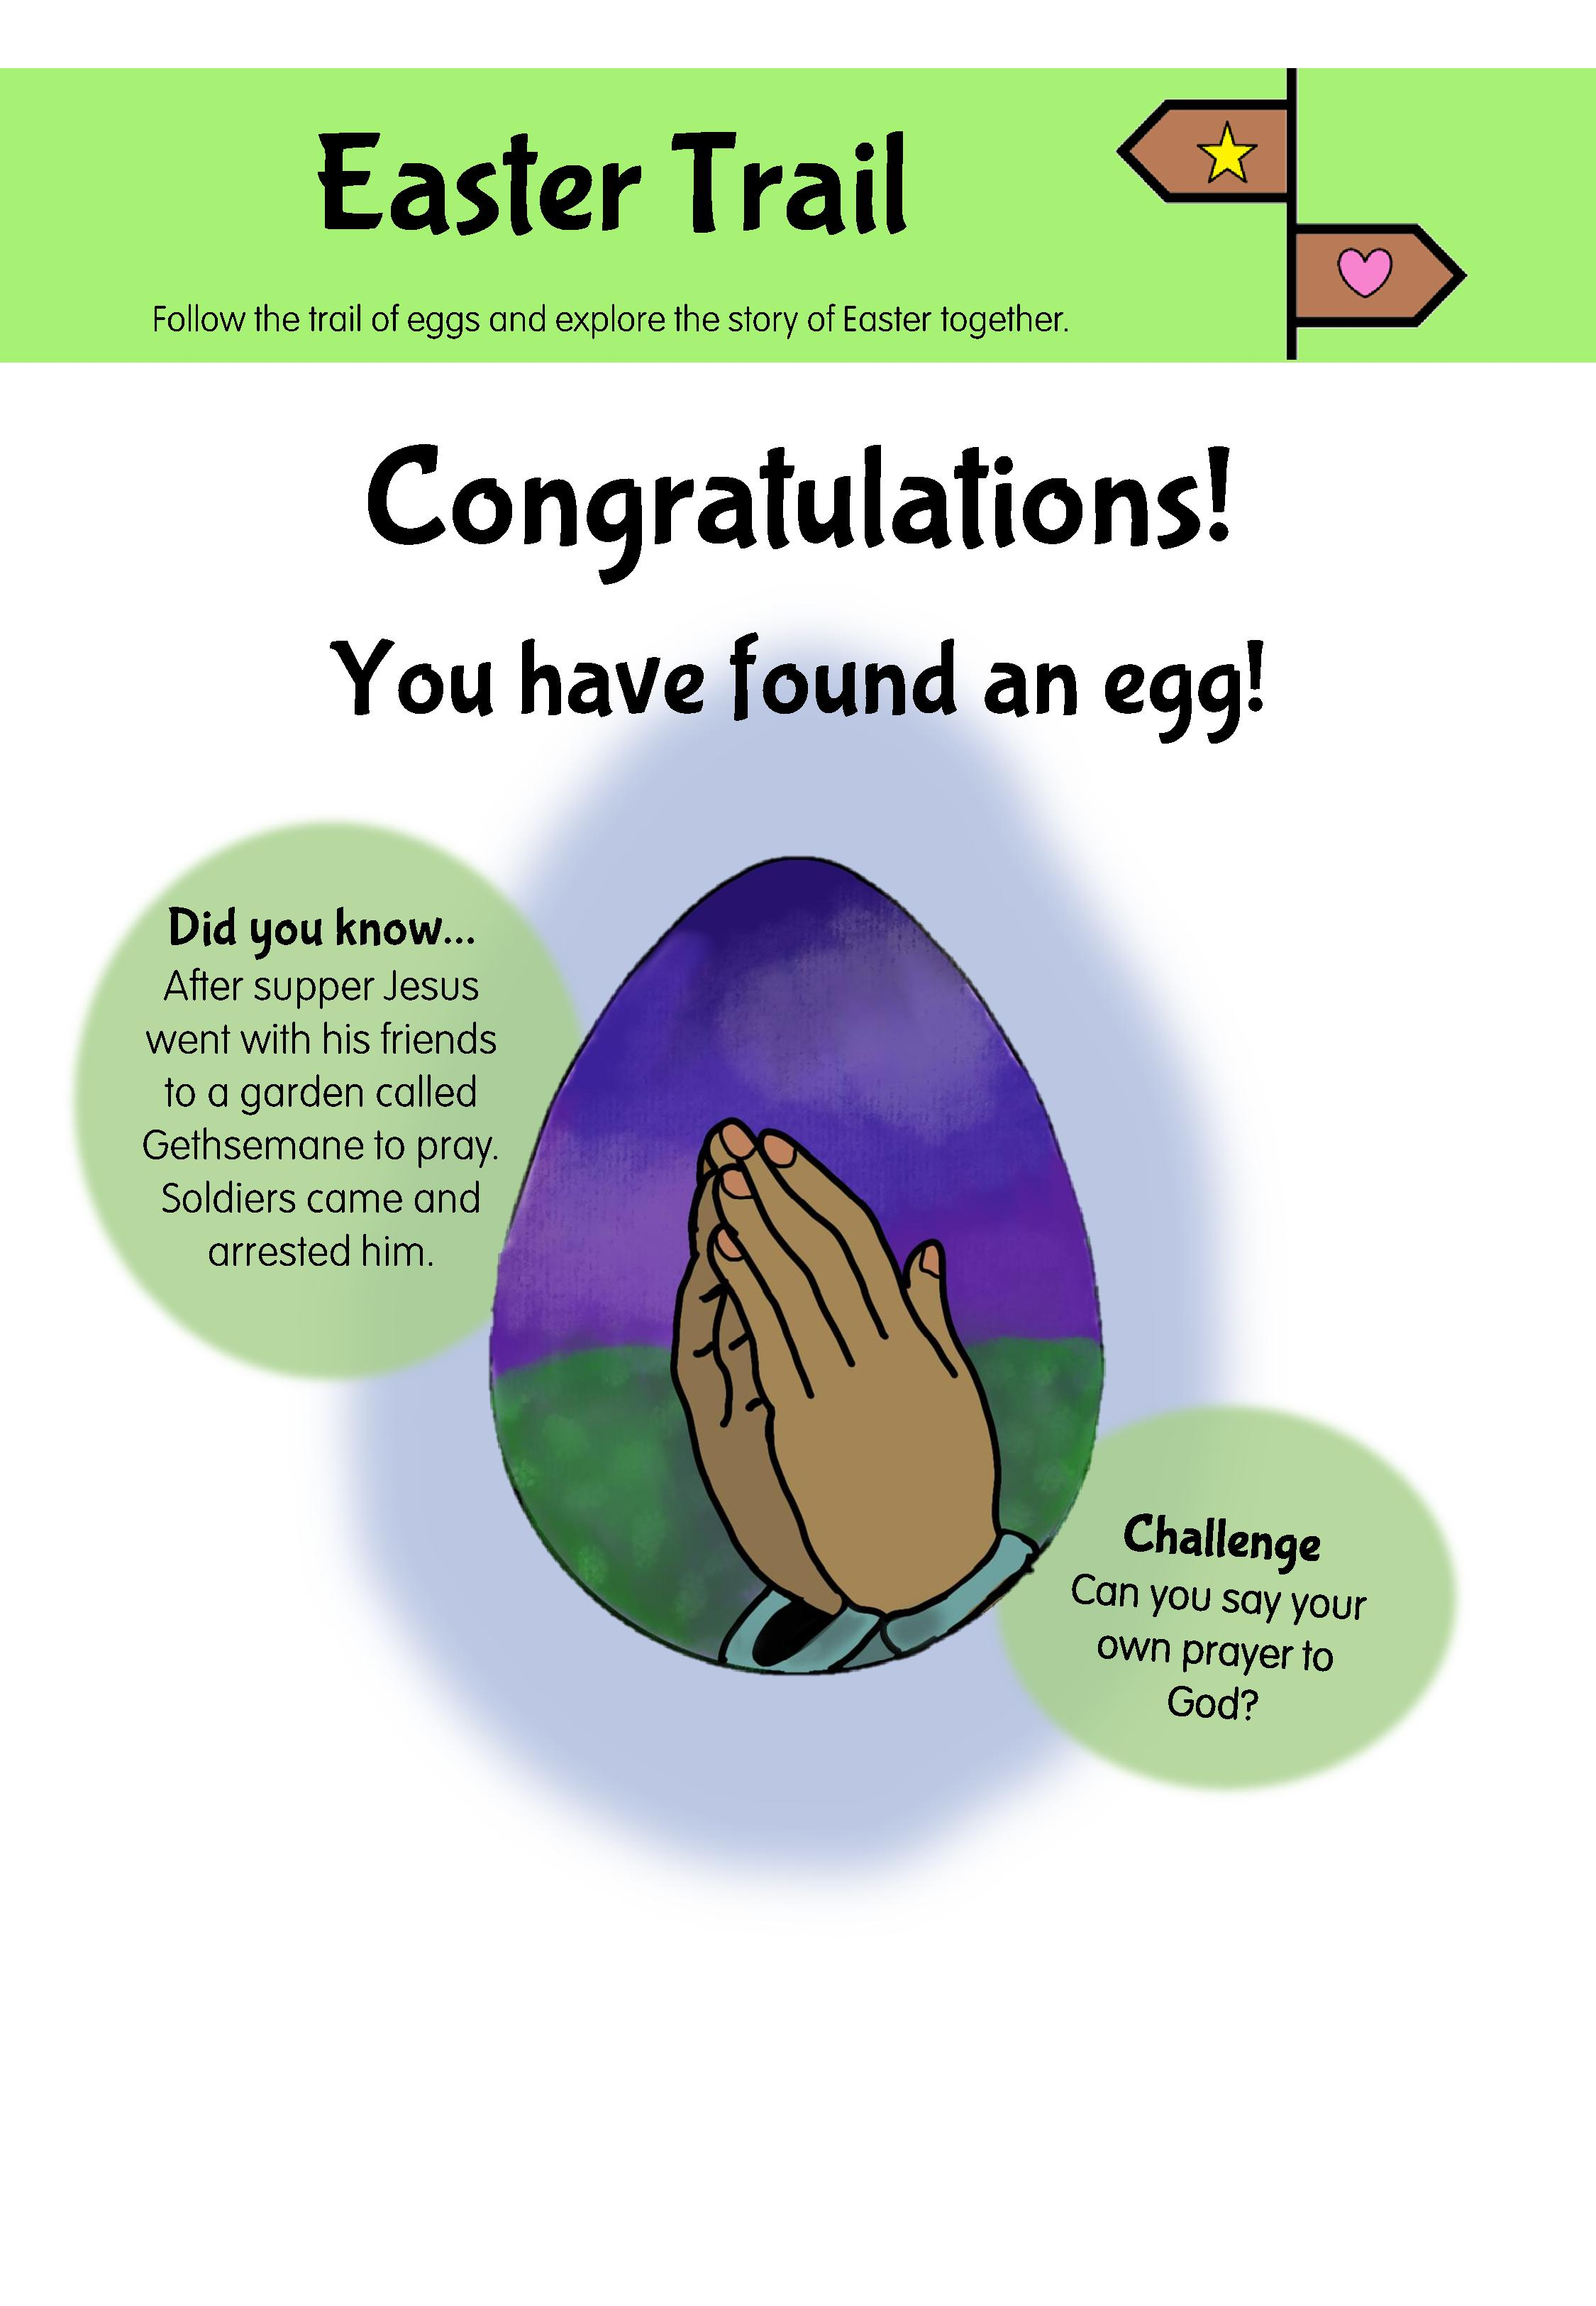 Easter Trail
Follow the trail of eggs and explore the story of Easter together.
Congratulations!
You have found an egg!
Did you know...
After supper Jesus
went with his friends
to a garden called
Gethsemane to pray.
Soldiers came and
arrested him.
Challenge
Can you say your
own prayer to
God?